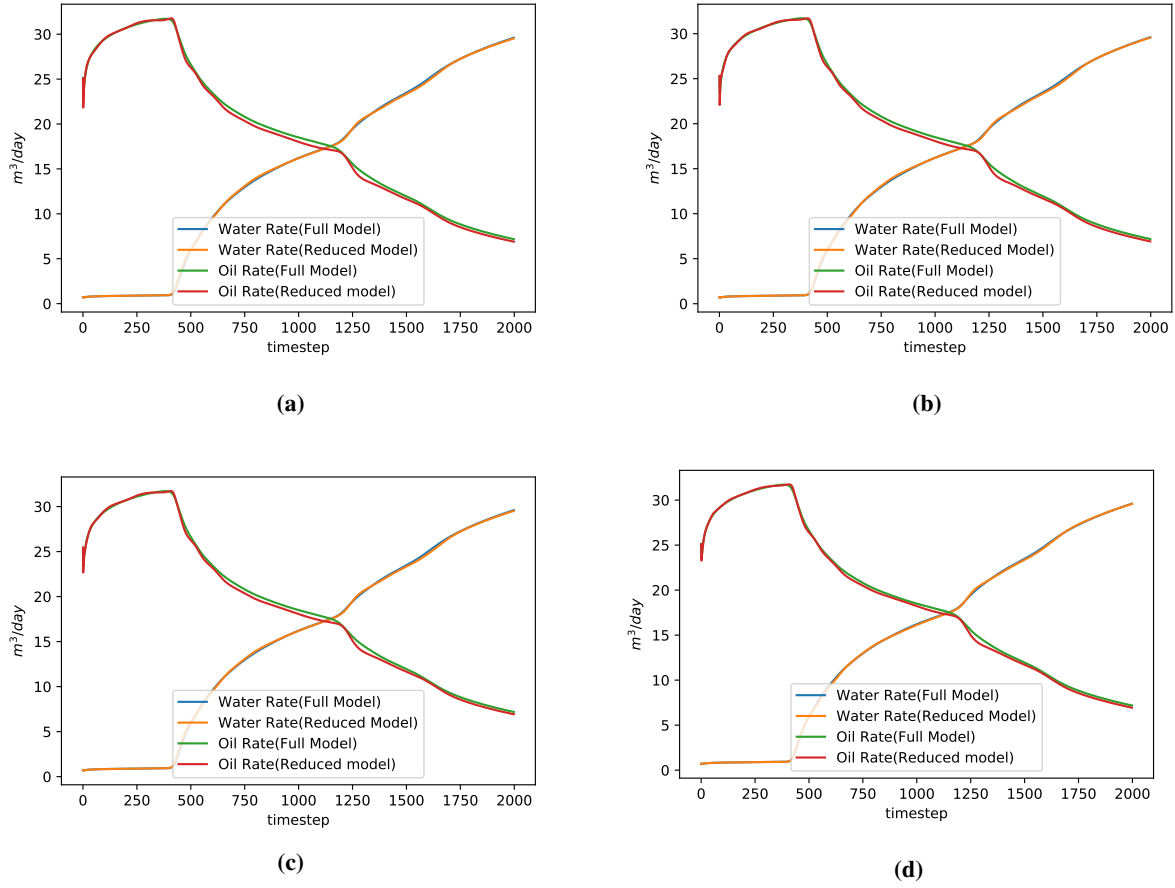 30
25
20
15
10
5
0
m³/day
Water Rate(Full Model)
Water Rate(Reduced Model)
Oil Rate(Full Model)
Oil Rate(Reduced model)
0 250 500 750 1000 1250 1500 1750 2000
timestep
(a)
30
25
20
15
10
5
0
m³/day
Water Rate(Full Model)
Water Rate(Reduced Model)
Oil Rate(Full Model)
Oil Rate(Reduced model)
0 250 500 750 1000 1250 1500 1750 2000
timestep
(b)
30
25
20
15
10
5
0
m³/day
Water Rate(Full Model)
Water Rate(Reduced Model)
Oil Rate(Full Model)
Oil Rate(Reduced model)
0 250 500 750 1000 1250 1500 1750 2000
timestep
(c)
30
25
20
15
10
5
0
m³/day
Water Rate(Full Model)
Water Rate(Reduced Model)
Oil Rate(Full Model)
Oil Rate(Reduced model)
0 250 500 750 1000 1250 1500 1750 2000
timestep
(d)